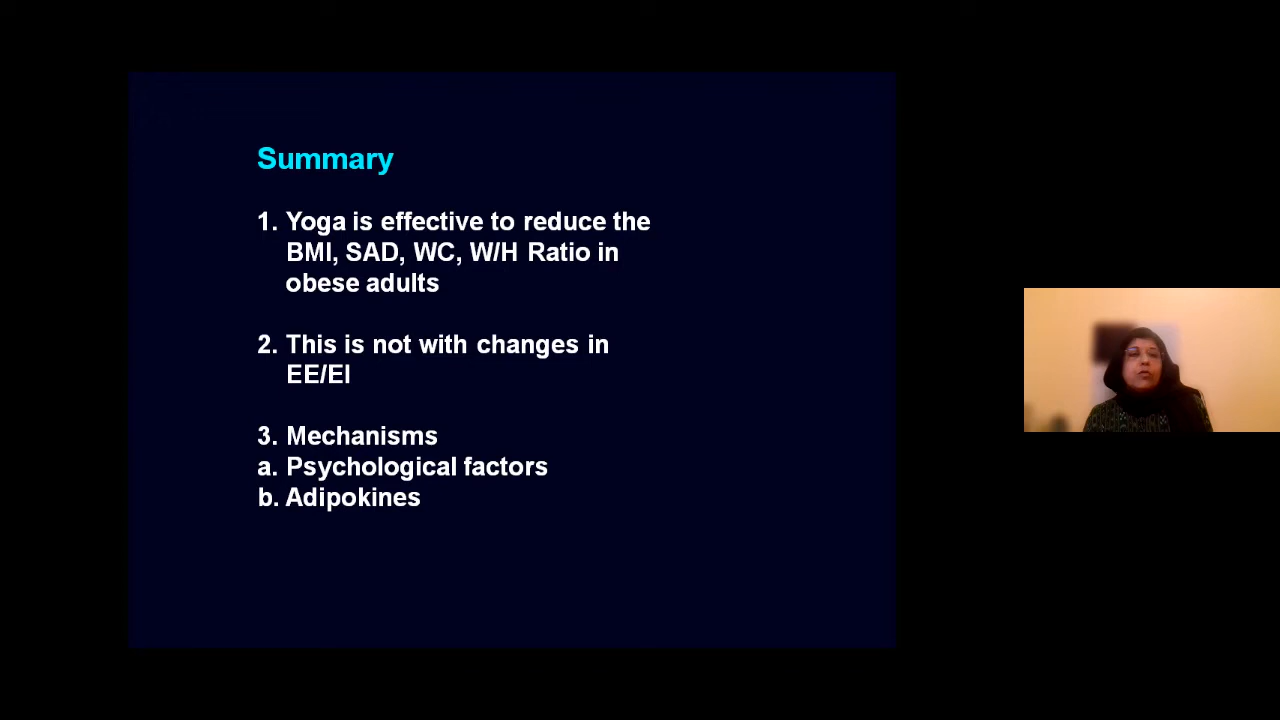 Summary
1. Yoga is effective to reduce the
BMI, SAD, WC, W/H Ratio in
obese adults
2. This is not with changes in
EE/EI
3. Mechanisms
a. Psychological factors
b. Adipokines